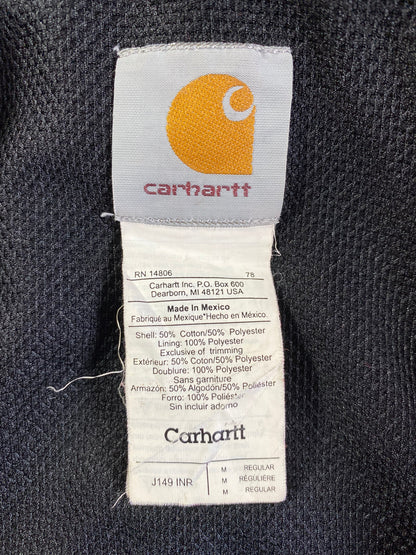 carhartt
RN 14806 78
Carhartt Inc. P.O. Box 600
Dearborn, MI 48121 USA
Made In Mexico
Fabriqué au Mexique*Hecho en México.
Shell: 50% Cotton/50% Polyester
Lining: 100% Polyester
Exclusive of trimming
Extérieur: 50% Coton/50% Polyester
Doublure: 100% Polyester
Sans garniture
Armazón: 50% Algodón/50% Poliéster
Forro: 100% Poliéster
Sin incluir adorno
Carhartt
M REGULAR
J149 INR M RÉGULIÈRE
M REGULAR